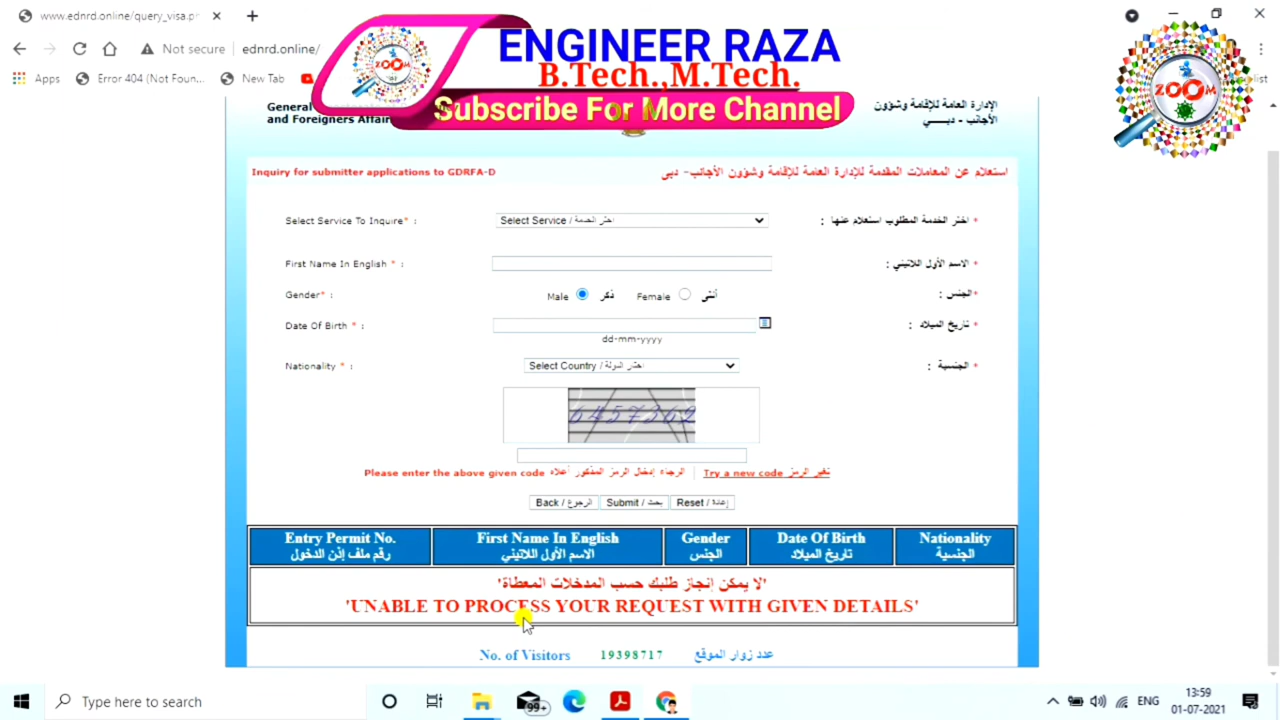 www.ednrd.online/query_visa.pr
Not secure
ednrd.online/
Apps
Error 404 (Not Foun...
New Tab
ZOOM
ENGINEER RAZA
B.Tech.,M.Tech.
Subscribe For More Channel
ZOOM
General
and Foreigners Affair
الإدارة العامة للإقامة وشؤون
الأجانب - دبــــي
Inquiry for submitter applications to GDRFA-D
استعلام عن المعاملات المقدمة للإدارة العامة للإقامة وشؤون الأجانب- دبى
Select Service To Inquire* :
Select Service / اختر الخدمة
* اختر الخدمة المطلوب استعلام عنها :
First Name In English * :
* الاسم الأول اللاتيني :
Gender* :
Male ذكر Female أنثى
*الجنس :
Date Of Birth * :
dd-mm-yyyy
* تاريخ الميلاد :
Nationality * :
Select Country / اختار الدولة
* الجنسية :
6457362
Please enter the above given code الرجاء إدخال الرمز المذكور أعلاه | Try a new code تغير الرمز
Back / الرجوع
Submit / بحث
Reset / إعادة
Entry Permit No.
رقم ملف إذن الدخول
First Name In English
الاسم الأول اللاتيني
Gender
الجنس
Date Of Birth
تاريخ الميلاد
Nationality
الجنسية
'لا يمكن إنجاز طلبك حسب المدخلات المعطاة'
'UNABLE TO PROCESS YOUR REQUEST WITH GIVEN DETAILS'
No. of Visitors 19398717 عدد زوار الموقع
Type here to search
99+
ENG
13:59
01-07-2021